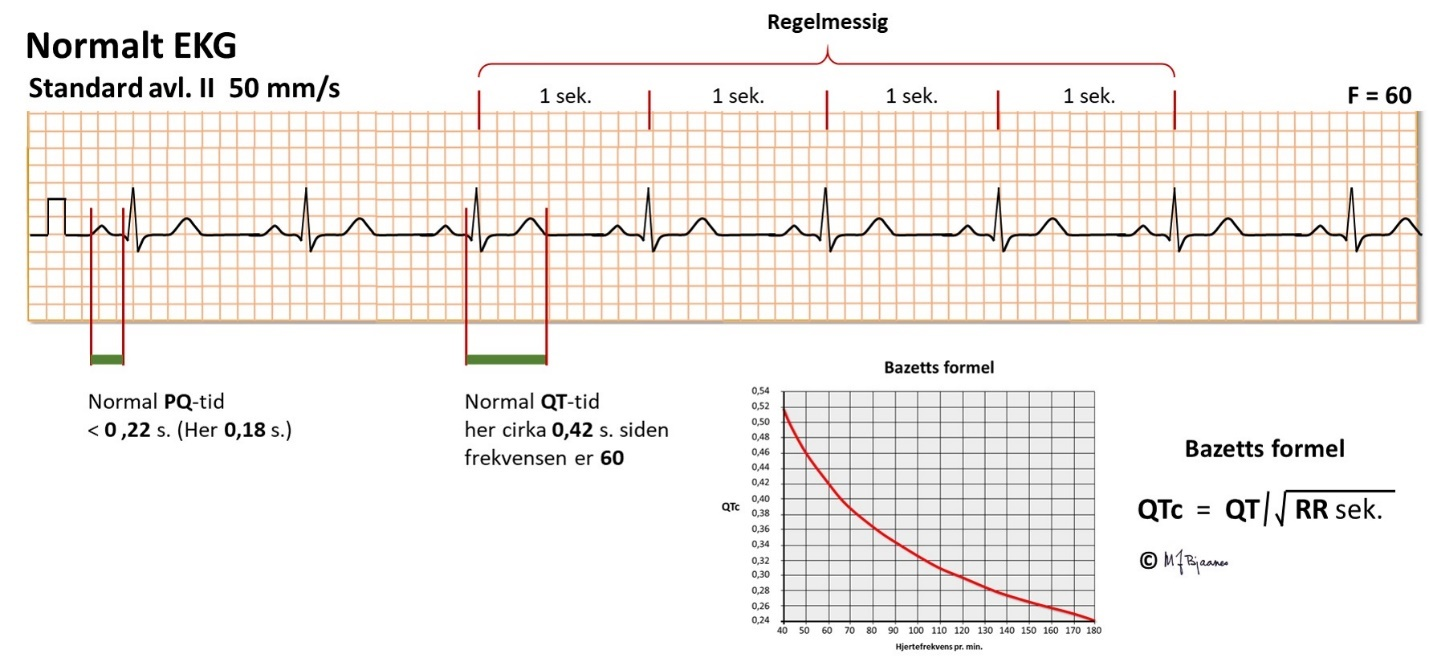 Regelmessig
Normalt EKG
Standard avl. II 50 mm/s
1 sek.
1 sek.
1 sek.
1 sek.
F = 60
Normal PQ-tid
< 0 ,22 s. (Her 0,18 s.)
Normal QT-tid
her cirka 0,42 s. siden
frekvensen er 60
Bazetts formel
0,54
0,52
0,50
0,48
0,46
0,44
0,42
0,40
0,38
0,36
0,34
0,32
0,30
0,28
0,26
0,24
QTc
40 50 60 70 80 90 100 110 120 130 140 150 160 170 180
Hjertefrekvens pr. min.
Bazetts formel
QTc = QT/√RR sek.
© M J Bjaanes